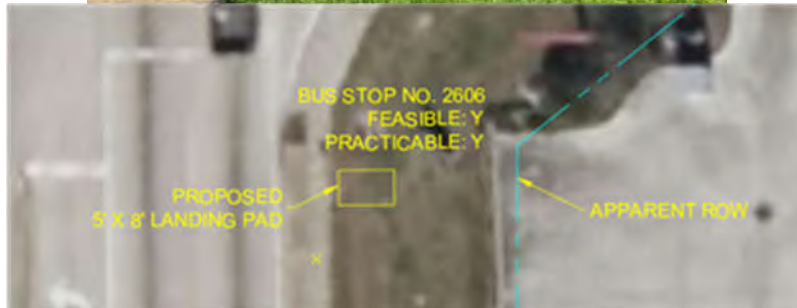 BUS STOP NO. 2606
FEASIBLE: Y
PRACTICABLE: Y
PROPOSED
5' X 8' LANDING PAD
APPARENT ROW